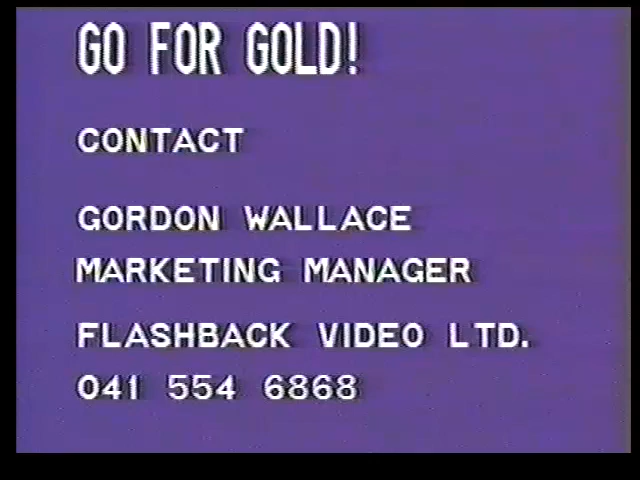 GO FOR GOLD!
CONTACT
GORDON WALLACE
MARKETING MANAGER
FLASHBACK VIDEO LTD.
041 554 6868